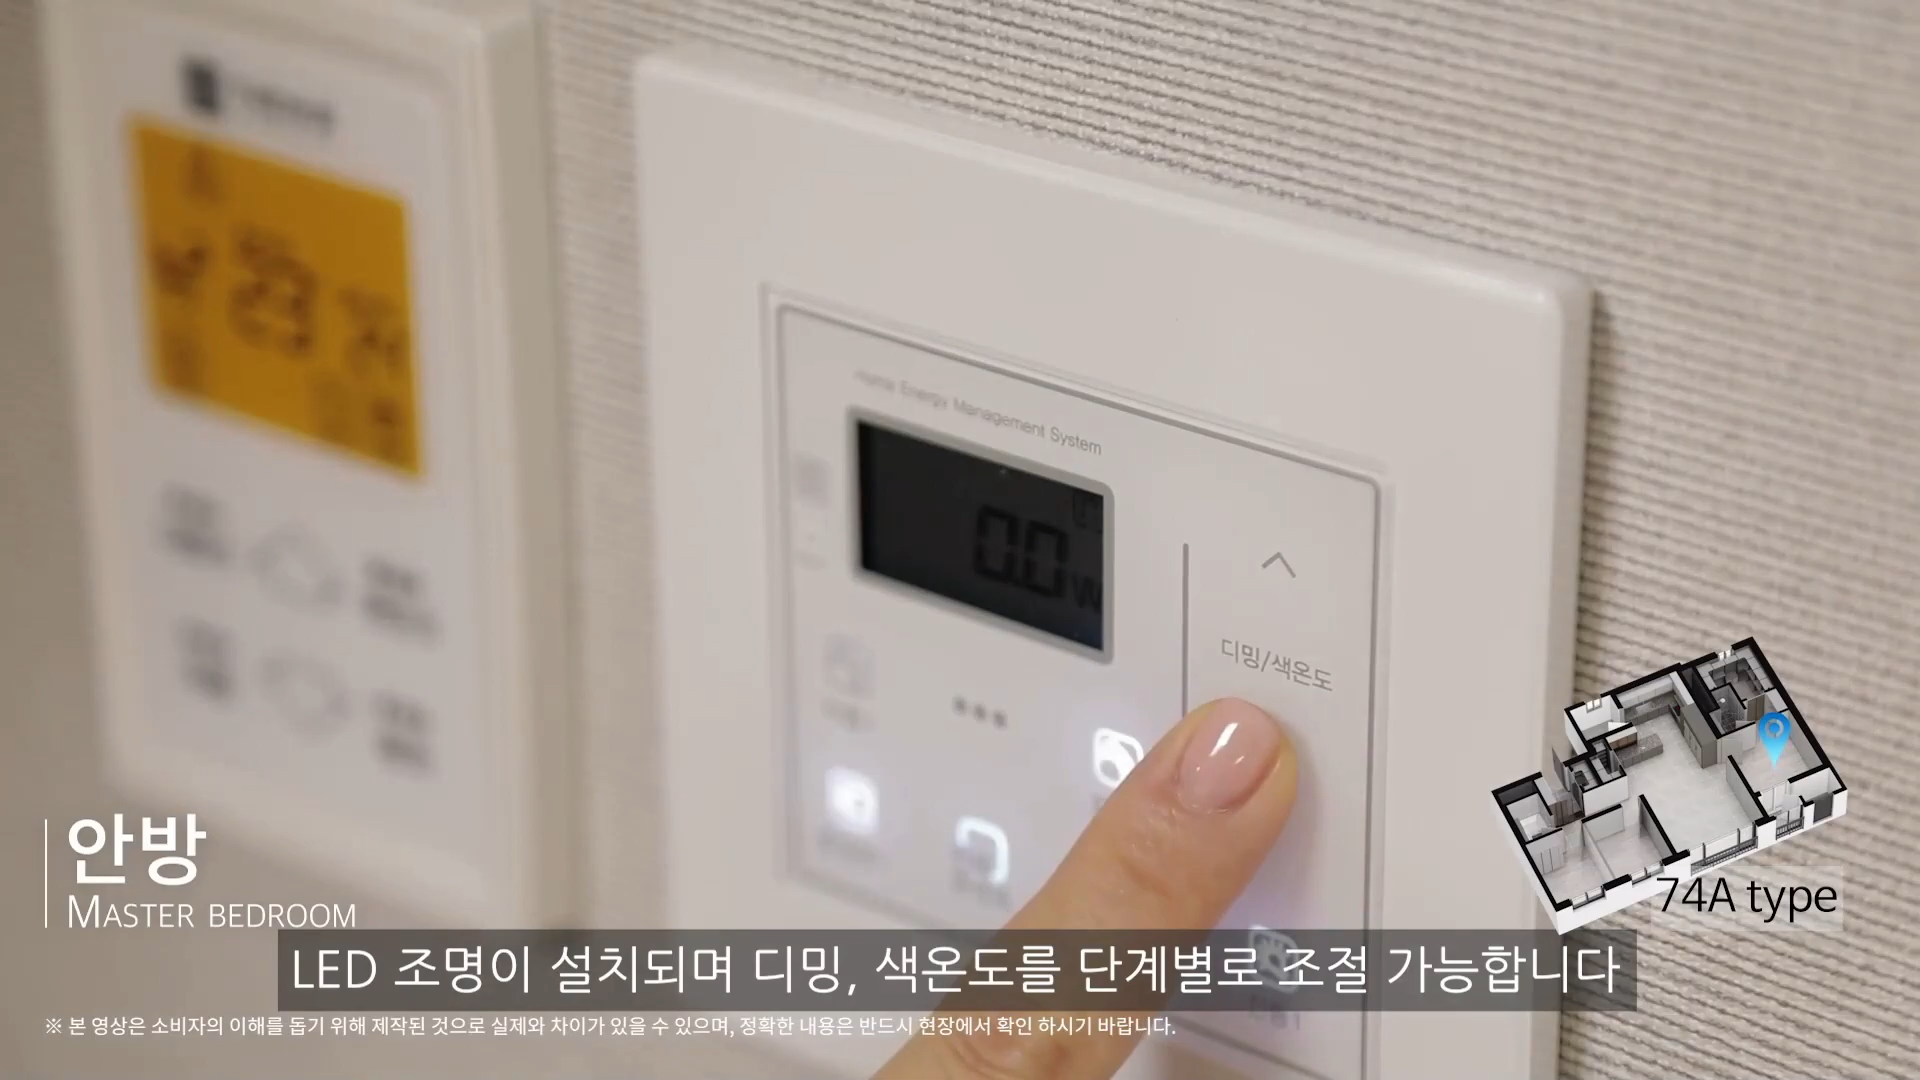 23
Home Energy Management System
0.0W
디밍/색온도
안방
MASTER BEDROOM
74A type
LED 조명이 설치되며 디밍, 색온도를 단계별로 조절 가능합니다
※ 본 영상은 소비자의 이해를 돕기 위해 제작된 것으로 실제와 차이가 있을 수 있으며, 정확한 내용은 반드시 현장에서 확인 하시기 바랍니다.